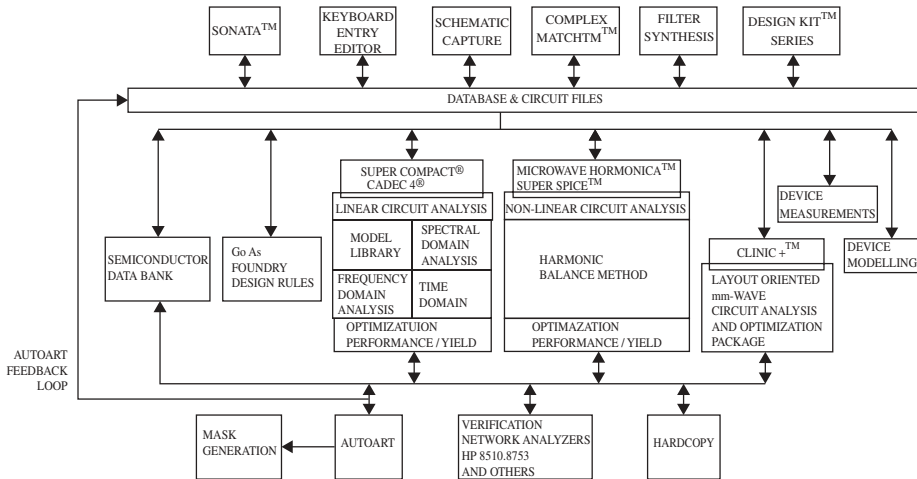 SONATA™
KEYBOARD
ENTRY
EDITOR
SCHEMATIC
CAPTURE
COMPLEX
MATCHTM™
FILTER
SYNTHESIS
DESIGN KIT™
SERIES
DATABASE & CIRCUIT FILES
SUPER COMPACT®
CADEC 4®
LINEAR CIRCUIT ANALYSIS
MODEL
LIBRARY
SPECTRAL
DOMAIN
ANALYSIS
FREQUENCY
DOMAIN
ANALYSIS
TIME
DOMAIN
OPTIMIZATUION
PERFORMANCE / YIELD
MICROWAVE HORMONICA™
SUPER SPICE™
NON-LINEAR CIRCUIT ANALYSIS
HARMONIC
BALANCE METHOD
OPTIMAZATION
PERFORMANCE / YIELD
DEVICE
MEASUREMENTS
SEMICONDUCTOR
DATA BANK
Go As
FOUNDRY
DESIGN RULES
CLINIC +™
LAYOUT ORIENTED
mm-WAVE
CIRCUIT ANALYSIS
AND OPTIMIZATION
PACKAGE
DEVICE
MODELLING
AUTOART
FEEDBACK
LOOP
MASK
GENERATION
AUTOART
VERIFICATION
NETWORK ANALYZERS
HP 8510.8753
AND OTHERS
HARDCOPY